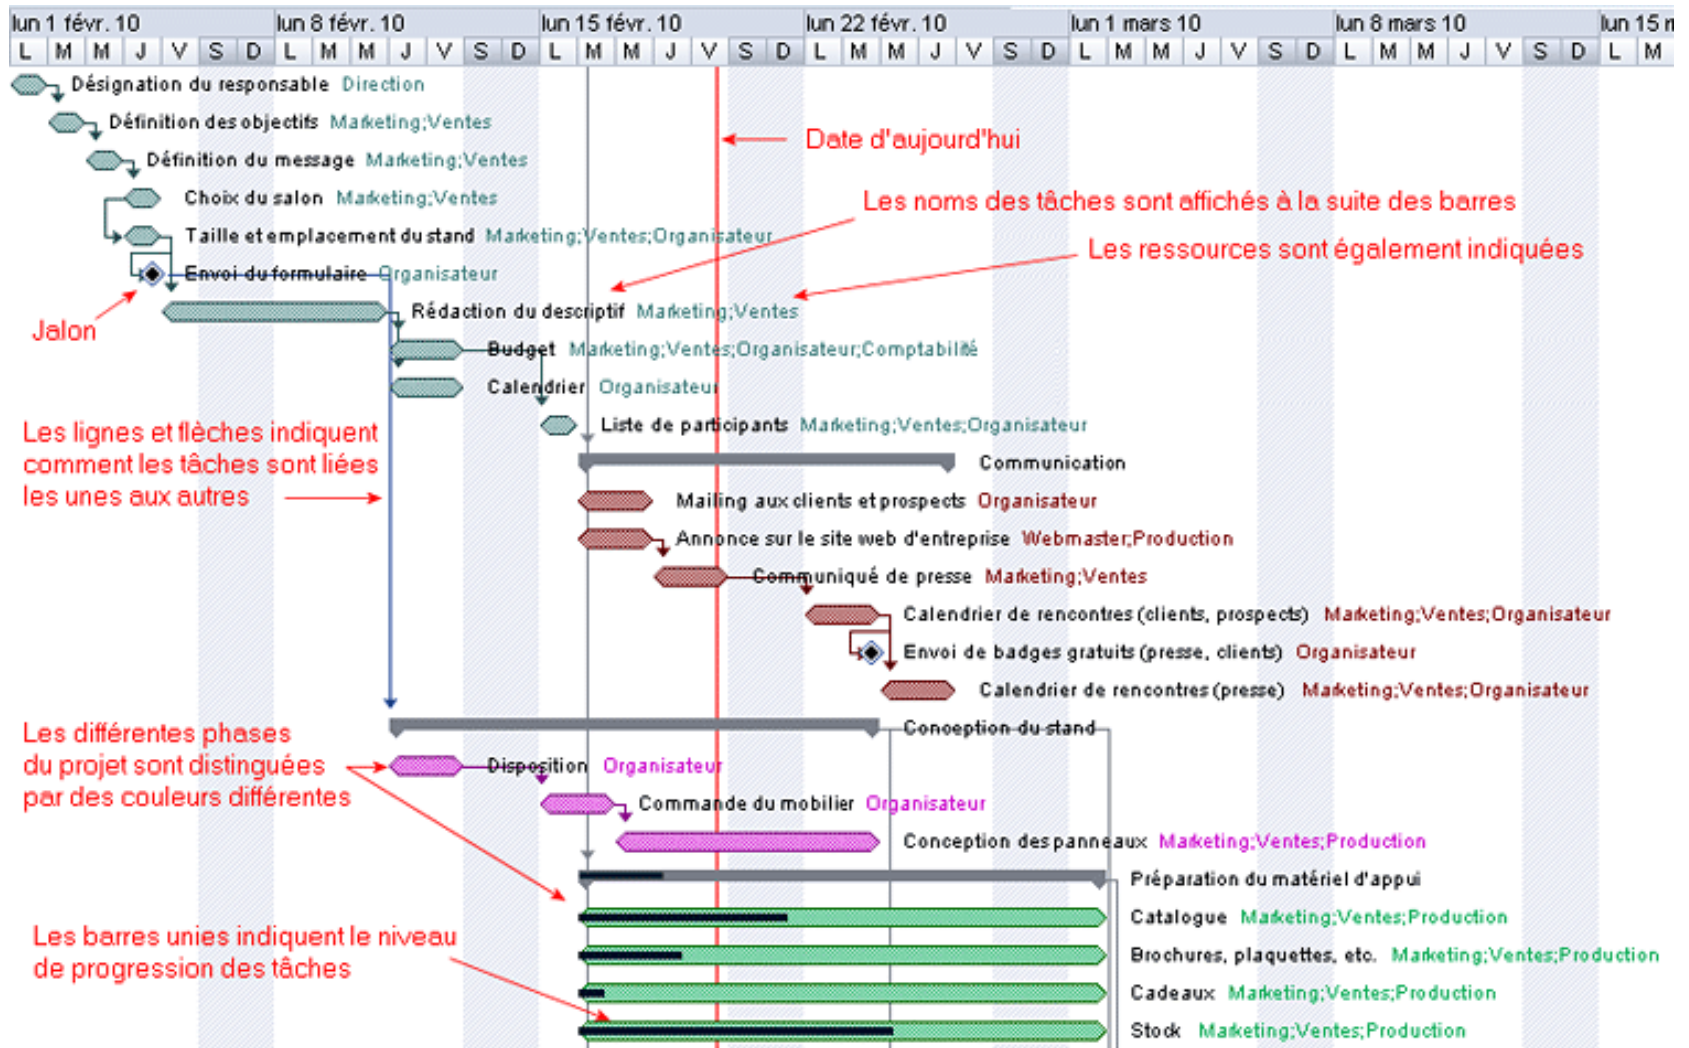 lun 1 févr. 10 lun 8 févr. 10 lun 15 févr. 10 lun 22 févr. 10 lun 1 mars 10 lun 8 mars 10 lun 15 m
L M M J V S D L M M J V S D L M M J V S D L M M J V S D L M M J V S D L M M J V S D L M
Désignation du responsable Direction
Définition des objectifs Marketing;Ventes
Date d'aujourd'hui
Définition du message Marketing;Ventes
Choix du salon Marketing;Ventes
Les noms des tâches sont affichés à la suite des barres
Taille et emplacement du stand Marketing;Ventes;Organisateur
Les ressources sont également indiquées
Envoi du formulaire Organisateur
Jalon
Rédaction du descriptif Marketing;Ventes
Budget Marketing;Ventes;Organisateur;Comptabilité
Calendrier Organisateur
Liste de participants Marketing;Ventes;Organisateur
Les lignes et flèches indiquent
comment les tâches sont liées
les unes aux autres
Communication
Mailing aux clients et prospects Organisateur
Annonce sur le site web d'entreprise Webmaster;Production
Communiqué de presse Marketing;Ventes
Calendrier de rencontres (clients, prospects) Marketing;Ventes;Organisateur
Envoi de badges gratuits (presse, clients) Organisateur
Calendrier de rencontres (presse) Marketing;Ventes;Organisateur
Conception du stand
Les différentes phases
du projet sont distinguées
par des couleurs différentes
Disposition Organisateur
Commande du mobilier Organisateur
Conception des panneaux Marketing;Ventes;Production
Préparation du matériel d'appui
Catalogue Marketing;Ventes;Production
Les barres unies indiquent le niveau
de progression des tâches
Brochures, plaquettes, etc. Marketing;Ventes;Production
Cadeaux Marketing;Ventes;Production
Stock Marketing;Ventes;Production